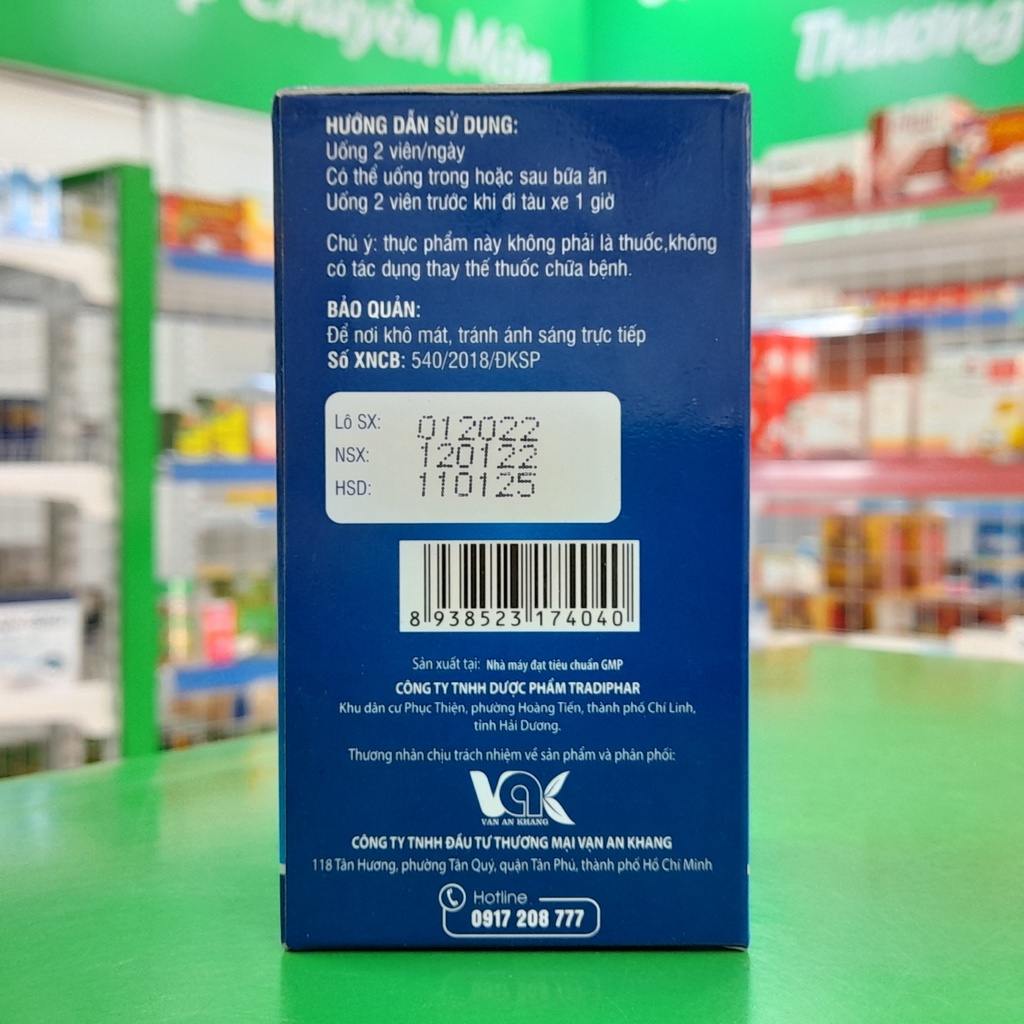 Chuyên Môn
Thương
HƯỚNG DẪN SỬ DỤNG:
Uống 2 viên/ngày
Có thể uống trong hoặc sau bữa ăn
Uống 2 viên trước khi đi tàu xe 1 giờ
Chú ý: thực phẩm này không phải là thuốc,không
có tác dụng thay thế thuốc chữa bệnh.
BẢO QUẢN:
Để nơi khô mát, tránh ánh sáng trực tiếp
Số XNCB: 540/2018/ĐKSP
Lô SX: 012022
NSX: 120122
HSD: 110125
8 938523 174040
Sản xuất tại: Nhà máy đạt tiêu chuẩn GMP
CÔNG TY TNHH DƯỢC PHẨM TRADIPHAR
Khu dân cư Phục Thiện, phường Hoàng Tiến, thành phố Chí Linh,
tỉnh Hải Dương.
Thương nhân chịu trách nhiệm về sản phẩm và phân phối:
VAK
VẠN AN KHANG
CÔNG TY TNHH ĐẦU TƯ THƯƠNG MẠI VẠN AN KHANG
118 Tân Hương, phường Tân Quý, quận Tân Phú, thành phố Hồ Chí Minh
Hotline
0917 208 777